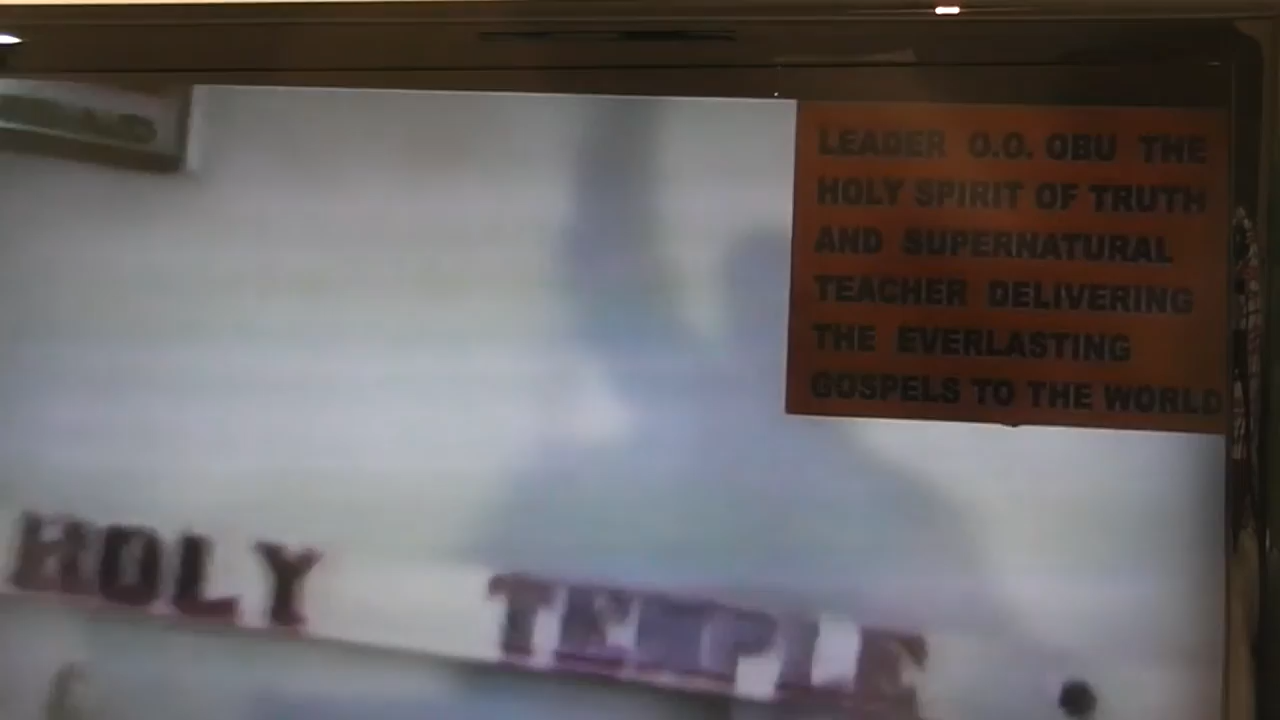 LEADER O.O. OBU THE
HOLY SPIRIT OF TRUTH
AND SUPERNATURAL
TEACHER DELIVERING
THE EVERLASTING
GOSPELS TO THE WORLD
HOLY TEMPLE